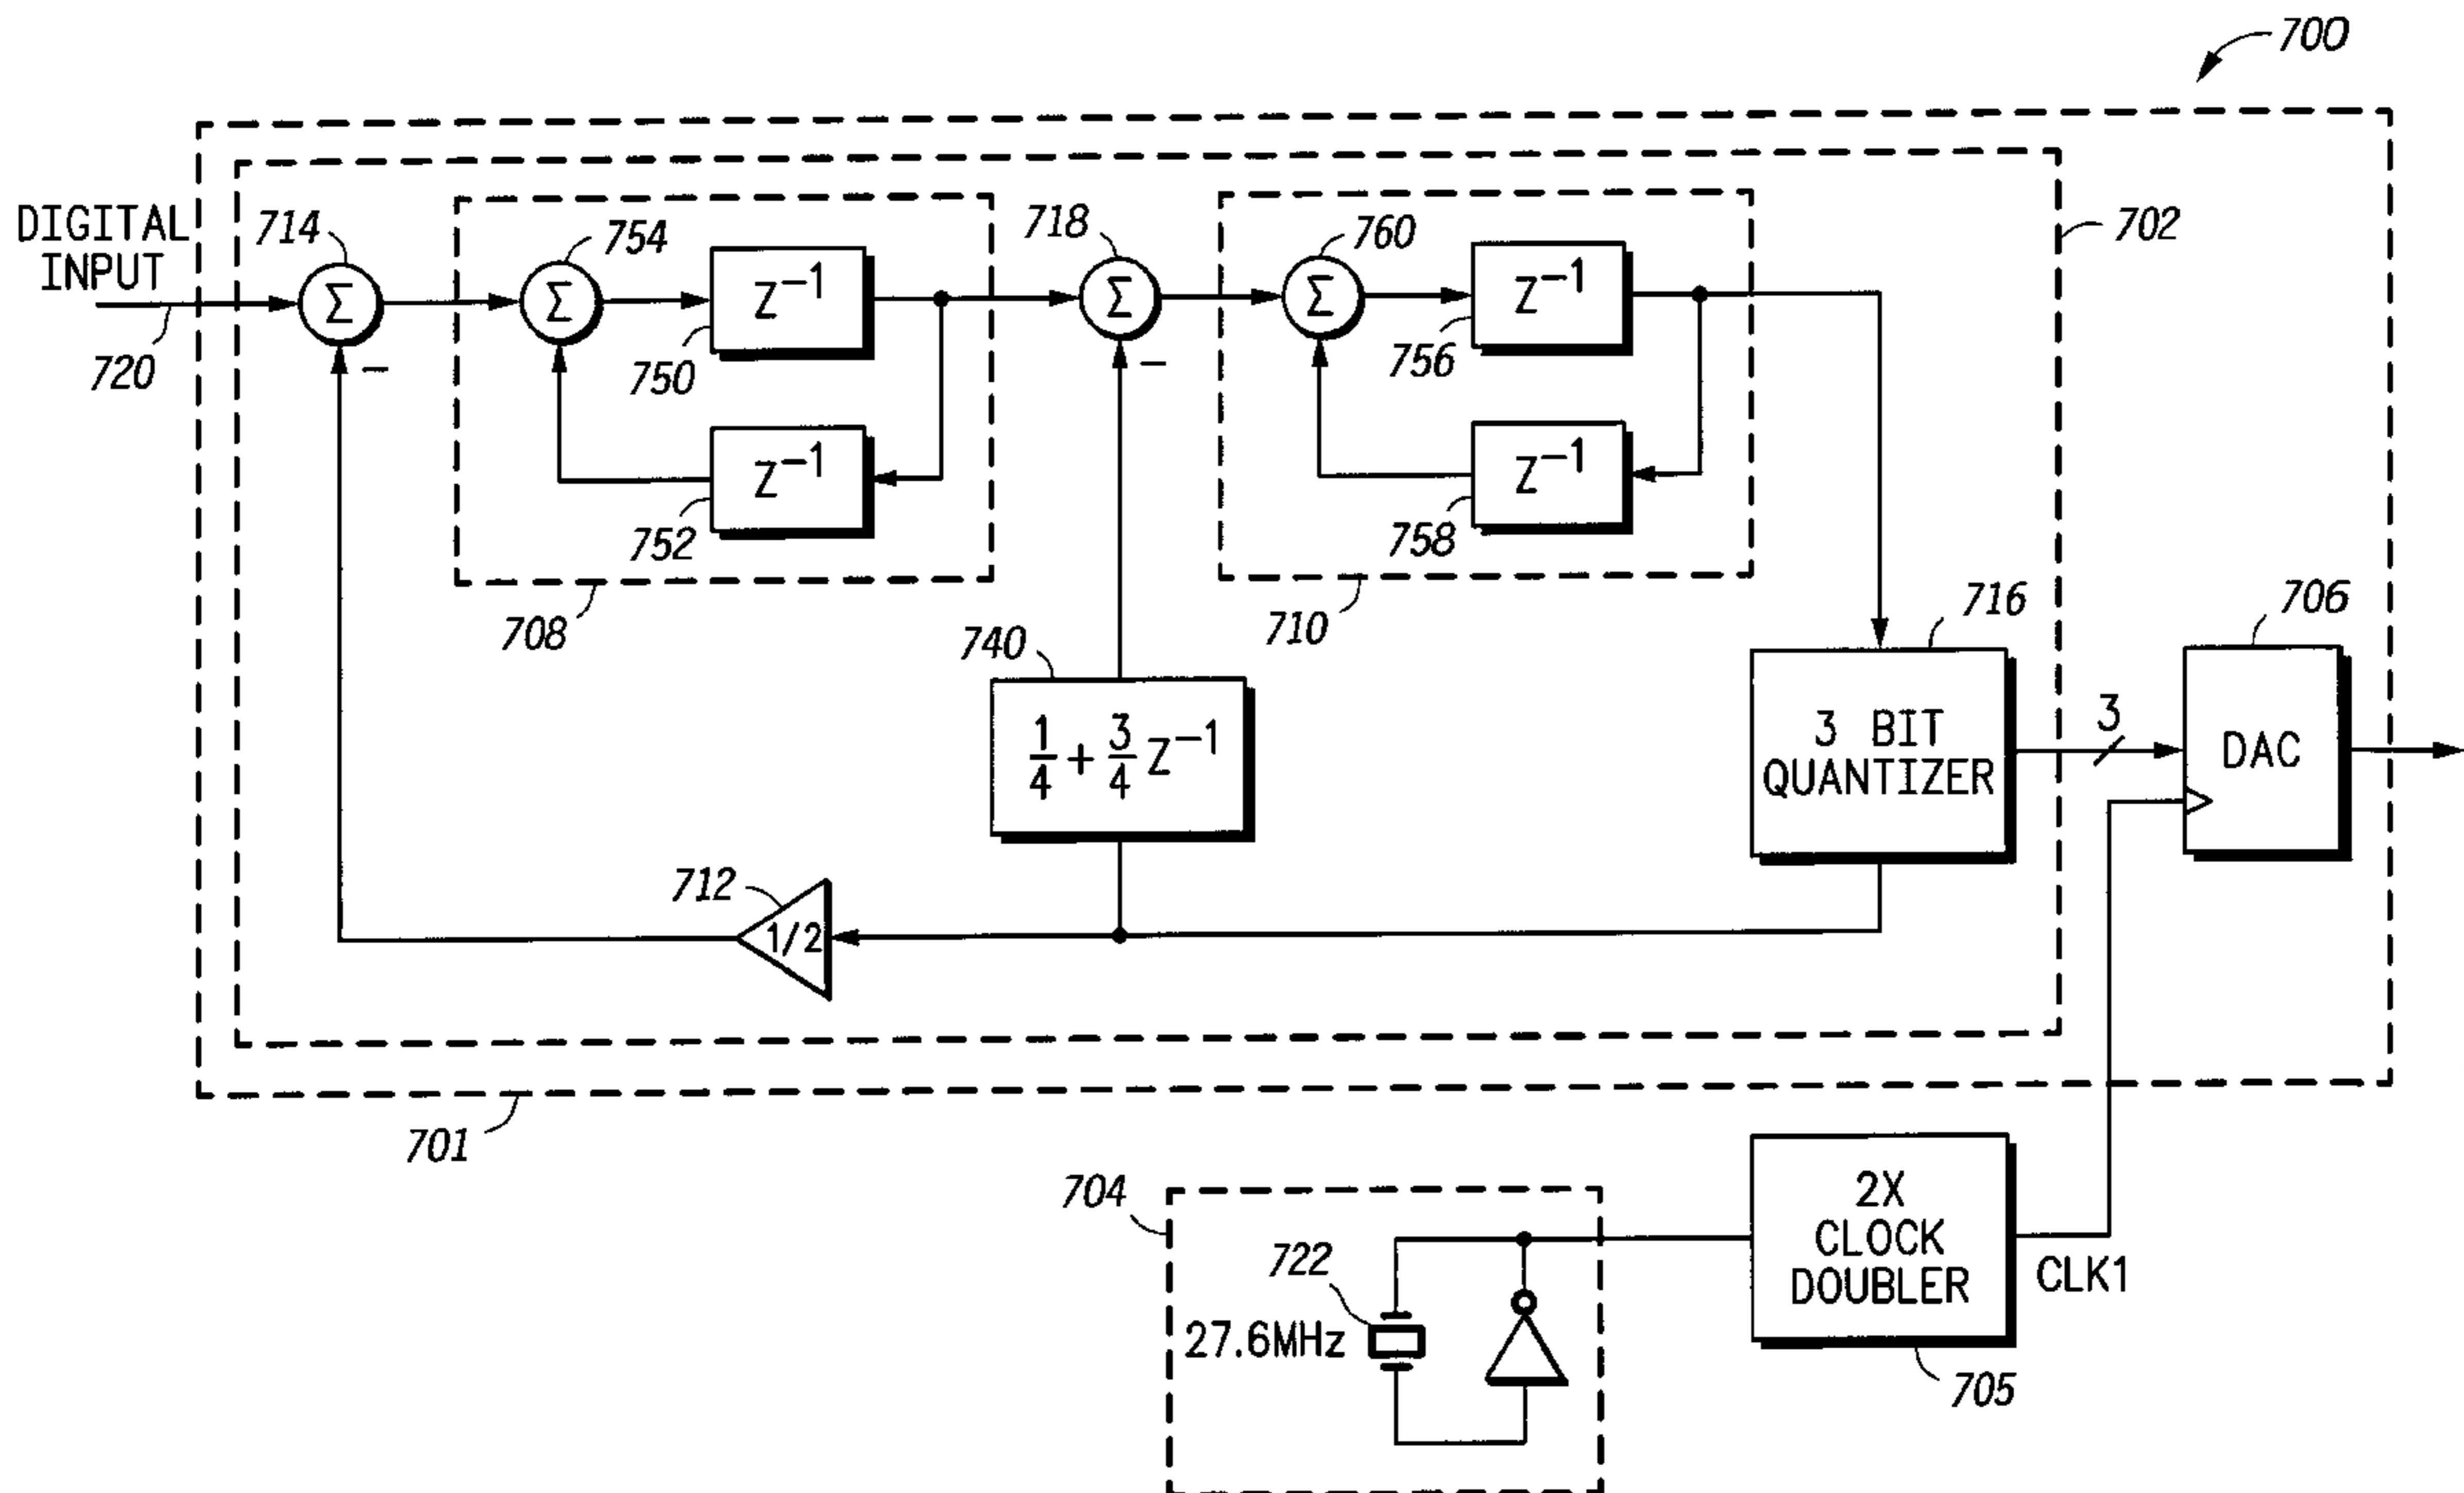 700
DIGITAL
INPUT
714
754
718
760
702
Σ
Σ
Z⁻¹
Σ
Σ
Z⁻¹
720
-
750
-
756
Z⁻¹
Z⁻¹
752
758
708
710
716
706
740
1/4 + 3/4 Z⁻¹
3 BIT
QUANTIZER
3
DAC
712
1/2
701
704
2X
CLOCK
DOUBLER
722
27.6MHz
CLK1
705